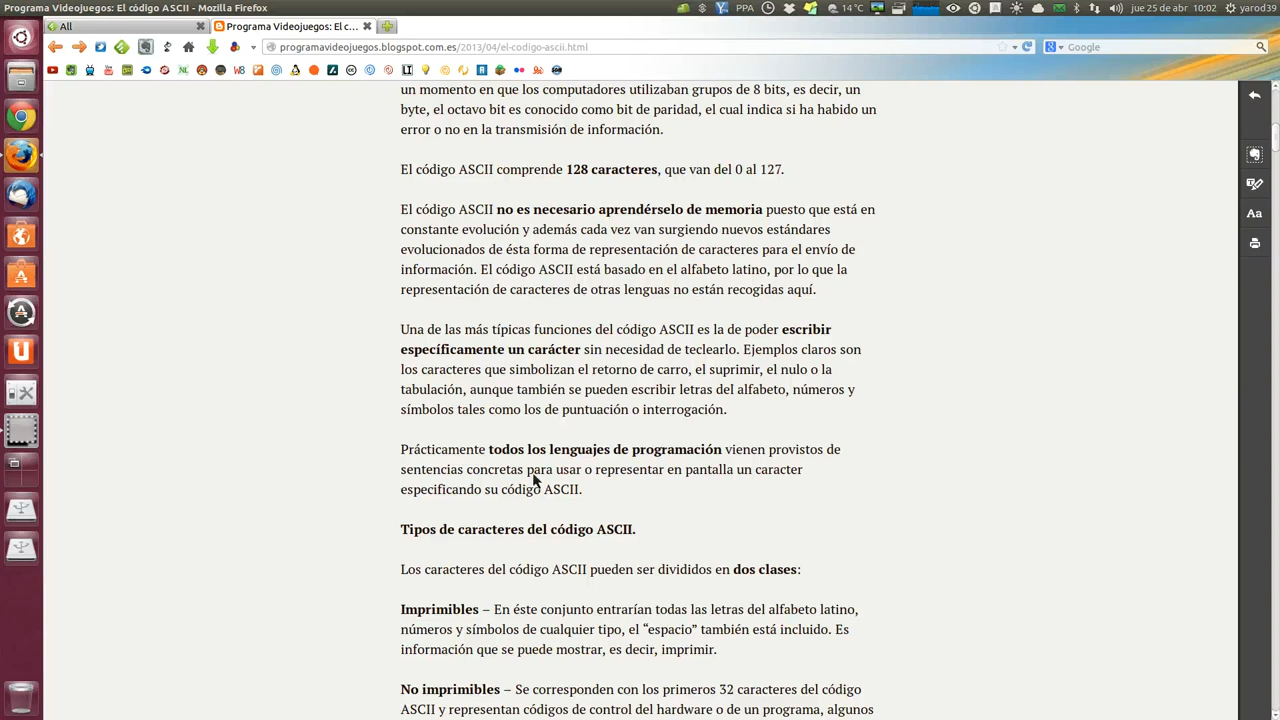 Programa Videojuegos: El código ASCII - Mozilla Firefox
PPA
14 °C
jue 25 de abr
10:02
yarod39
All
Programa Videojuegos: El c...
programavideojuegos.blogspot.com.es/2013/04/el-codigo-ascii.html
Google
un momento en que los computadores utilizaban grupos de 8 bits, es decir, un
byte, el octavo bit es conocido como bit de paridad, el cual indica si ha habido un
error o no en la transmisión de información.
El código ASCII comprende 128 caracteres, que van del 0 al 127.
El código ASCII no es necesario aprendérselo de memoria puesto que está en
constante evolución y además cada vez van surgiendo nuevos estándares
evolucionados de ésta forma de representación de caracteres para el envío de
información. El código ASCII está basado en el alfabeto latino, por lo que la
representación de caracteres de otras lenguas no están recogidas aquí.
Una de las más típicas funciones del código ASCII es la de poder escribir
específicamente un carácter sin necesidad de teclearlo. Ejemplos claros son
los caracteres que simbolizan el retorno de carro, el suprimir, el nulo o la
tabulación, aunque también se pueden escribir letras del alfabeto, números y
símbolos tales como los de puntuación o interrogación.
Prácticamente todos los lenguajes de programación vienen provistos de
sentencias concretas para usar o representar en pantalla un caracter
especificando su código ASCII.
Tipos de caracteres del código ASCII.
Los caracteres del código ASCII pueden ser divididos en dos clases:
Imprimibles – En éste conjunto entrarían todas las letras del alfabeto latino,
números y símbolos de cualquier tipo, el “espacio” también está incluido. Es
información que se puede mostrar, es decir, imprimir.
No imprimibles – Se corresponden con los primeros 32 caracteres del código
ASCII y representan códigos de control del hardware o de un programa, algunos
Aa